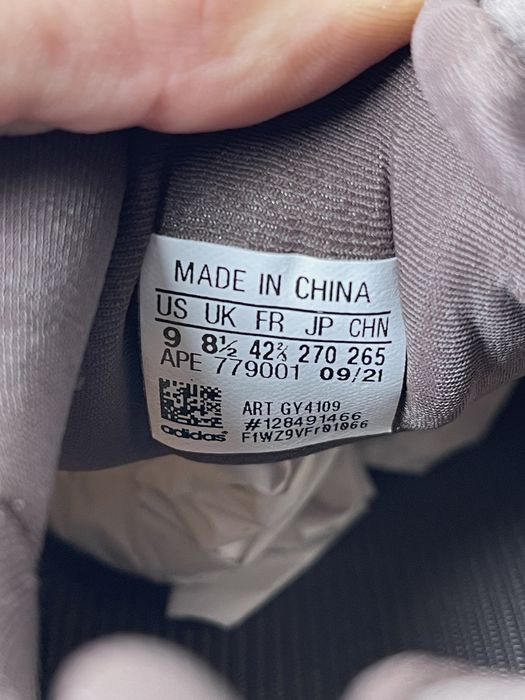 MADE IN CHINA
US UK FR JP CHN
9 8½ 42⅔ 270 265
APE 779001 09/21
ART GY4109
#128491466
adidas F1WZ9VFr01066